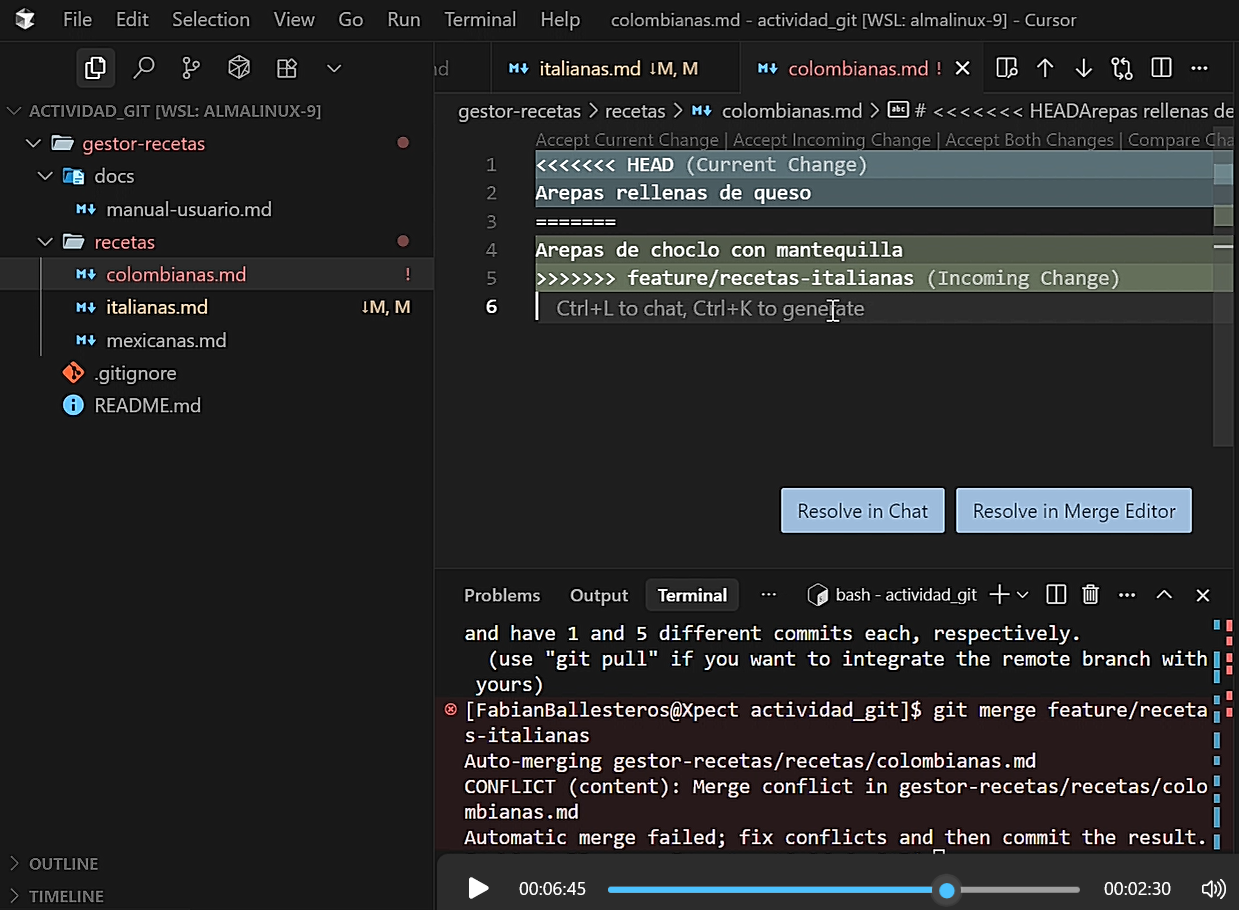 File Edit Selection View Go Run Terminal Help colombianas.md - actividad_git [WSL: almalinux-9] - Cursor
italianas.md ↓M, M colombianas.md !
ACTIVIDAD_GIT [WSL: ALMALINUX-9]
gestor-recetas
docs
manual-usuario.md
recetas
colombianas.md !
italianas.md ↓M, M
mexicanas.md
.gitignore
README.md
OUTLINE
TIMELINE
gestor-recetas > recetas > colombianas.md > abc # <<<<<<< HEADArepas rellenas de
Accept Current Change | Accept Incoming Change | Accept Both Changes | Compare Cha
1 <<<<<<< HEAD (Current Change)
2 Arepas rellenas de queso
3 =======
4 Arepas de choclo con mantequilla
5 >>>>>>> feature/recetas-italianas (Incoming Change)
6 Ctrl+L to chat, Ctrl+K to generate
Resolve in Chat Resolve in Merge Editor
Problems Output Terminal ··· bash - actividad_git
and have 1 and 5 different commits each, respectively.
(use "git pull" if you want to integrate the remote branch with
yours)
[FabianBallesteros@Xpect actividad_git]$ git merge feature/receta
s-italianas
Auto-merging gestor-recetas/recetas/colombianas.md
CONFLICT (content): Merge conflict in gestor-recetas/recetas/colo
mbianas.md
Automatic merge failed; fix conflicts and then commit the result.
00:06:45 00:02:30